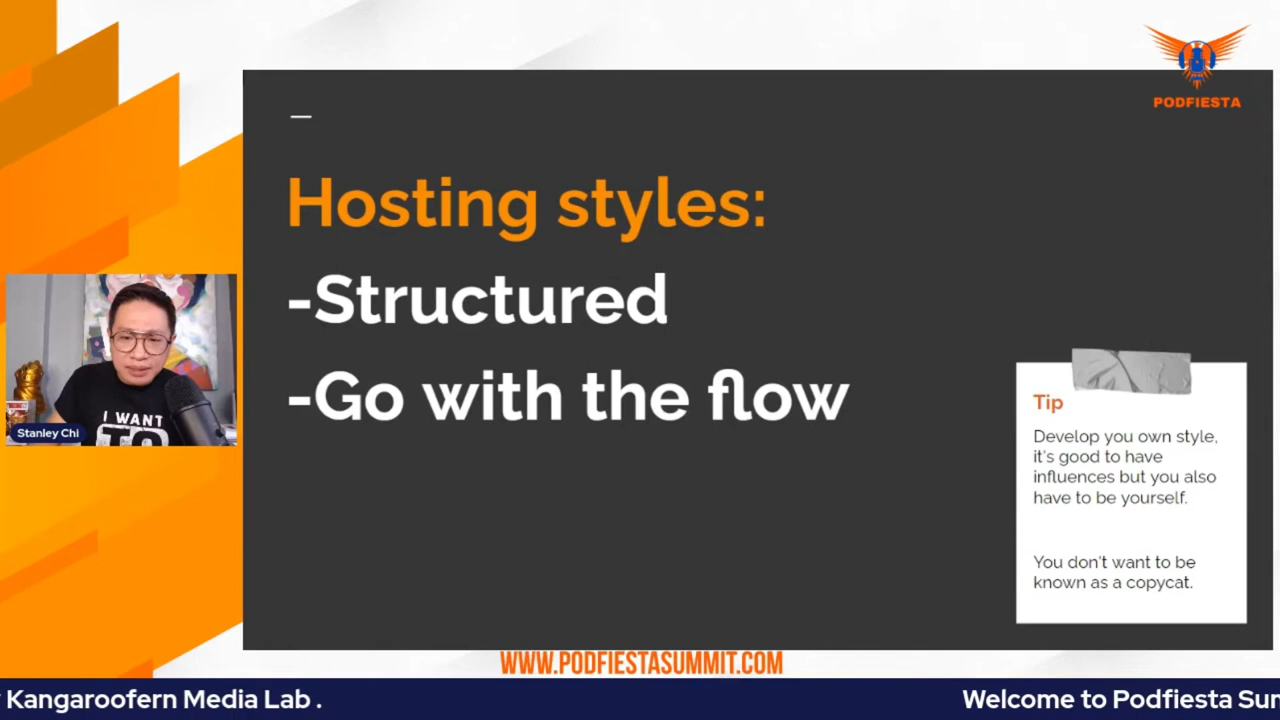 PODFIESTA
Hosting styles:
-Structured
-Go with the flow
Tip
Develop you own style,
it's good to have
influences but you also
have to be yourself.
You don't want to be
known as a copycat.
I WANT
TO
Stanley Chi
WWW.PODFIESTASUMMIT.COM
Kangaroofern Media Lab .
Welcome to Podfiesta Sum